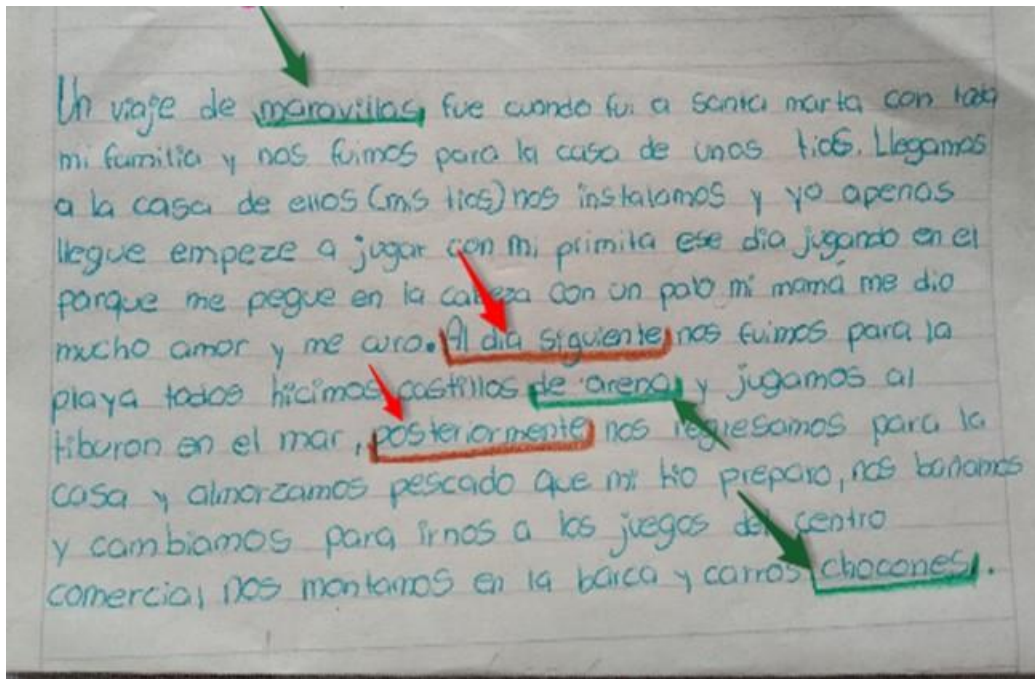 Un viaje de maravillas fue cuando fui a santa marta con toda
mi familia y nos fuimos para la casa de unos tios. Llegamos
a la casa de ellos (mis tios) nos instalamos y yo apenas
llegue empeze a jugar con mi primita ese dia jugando en el
parque me pegue en la cabeza con un palo mi mamá me dio
mucho amor y me curo. Al dia siguiente nos fuimos para la
playa todos hicimos castillos de arena y jugamos al
tiburon en el mar, posteriormente nos regresamos para la
casa y almorzamos pescado que mi tio preparo, nos bañamos
y cambiamos para irnos a los juegos del centro
comercial nos montamos en la barca y carros chocones.